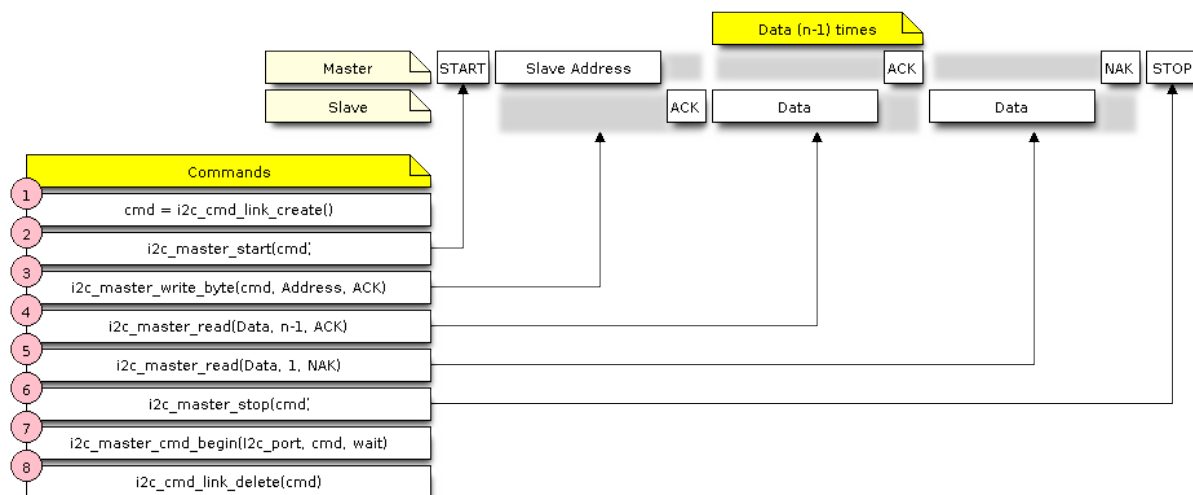 Data (n-1) times
Master START Slave Address ACK NAK STOP
Slave ACK Data Data
Commands
1
cmd = i2c_cmd_link_create()
2
i2c_master_start(cmd;
3
i2c_master_write_byte(cmd, Address, ACK)
4
i2c_master_read(Data, n-1, ACK)
5
i2c_master_read(Data, 1, NAK)
6
i2c_master_stop(cmd;
7
i2c_master_cmd_begin(I2c_port, cmd, wait)
8
i2c_cmd_link_delete(cmd)